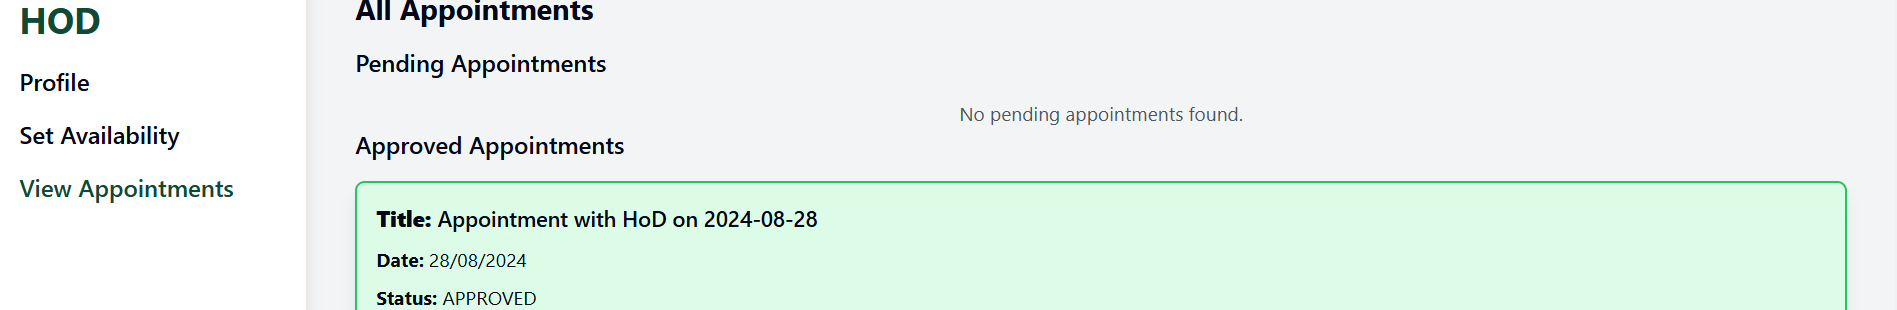 HOD
Profile
Set Availability
View Appointments
All Appointments
Pending Appointments
No pending appointments found.
Approved Appointments
Title: Appointment with HoD on 2024-08-28
Date: 28/08/2024
Status: APPROVED